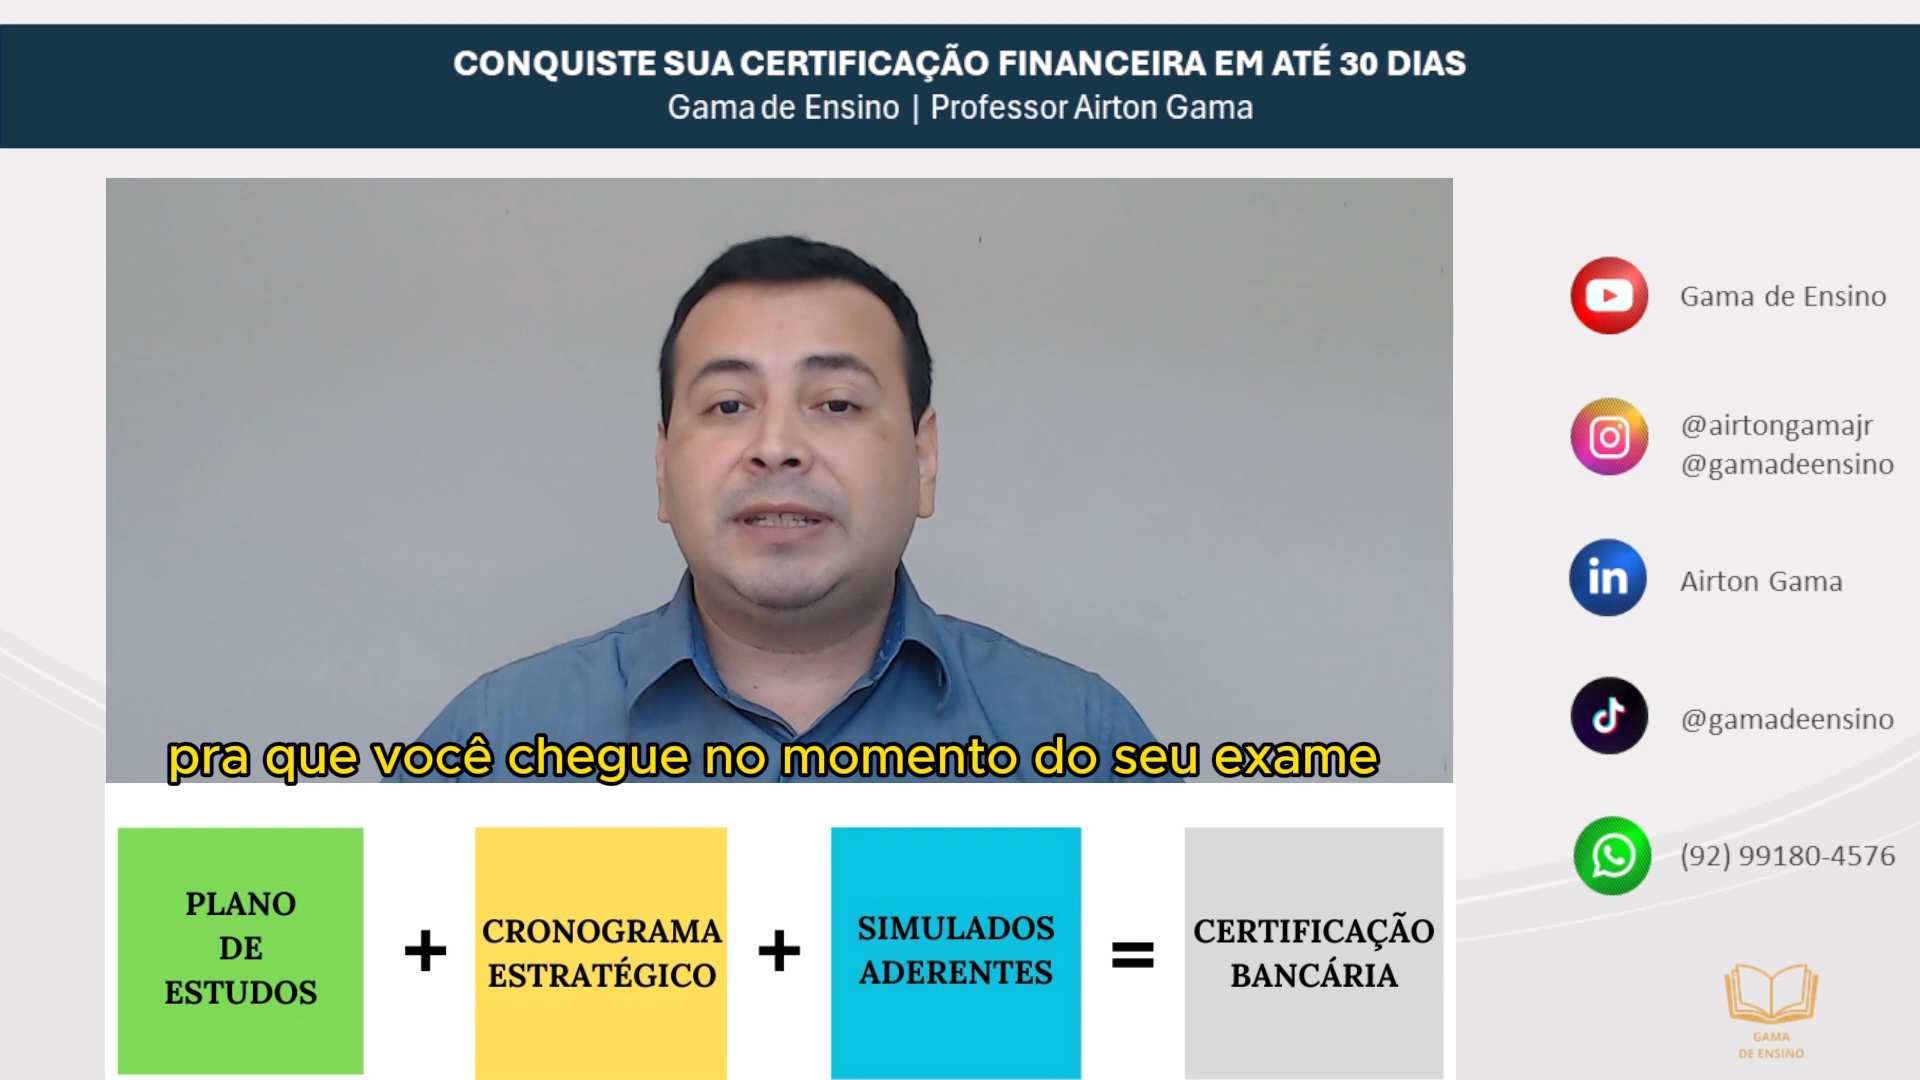 CONQUISTE SUA CERTIFICAÇÃO FINANCEIRA EM ATÉ 30 DIAS
Gama de Ensino | Professor Airton Gama
pra que você chegue no momento do seu exame
PLANO
DE
ESTUDOS
+
CRONOGRAMA
ESTRATÉGICO
+
SIMULADOS
ADERENTES
=
CERTIFICAÇÃO
BANCÁRIA
Gama de Ensino
@airtongamajr
@gamadeensino
in
Airton Gama
@gamadeensino
(92) 99180-4576
GAMA
DE ENSINO